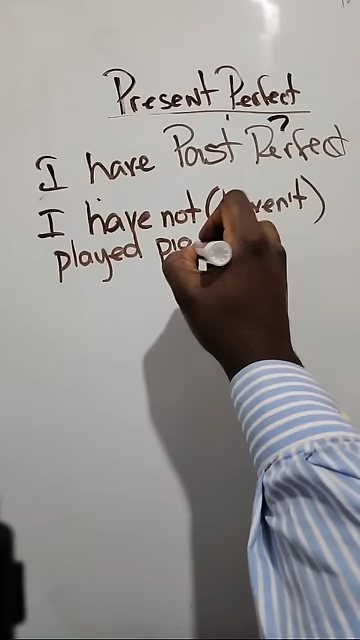 Present Perfect
?
I have Past Perfect
I have not (haven't)
played